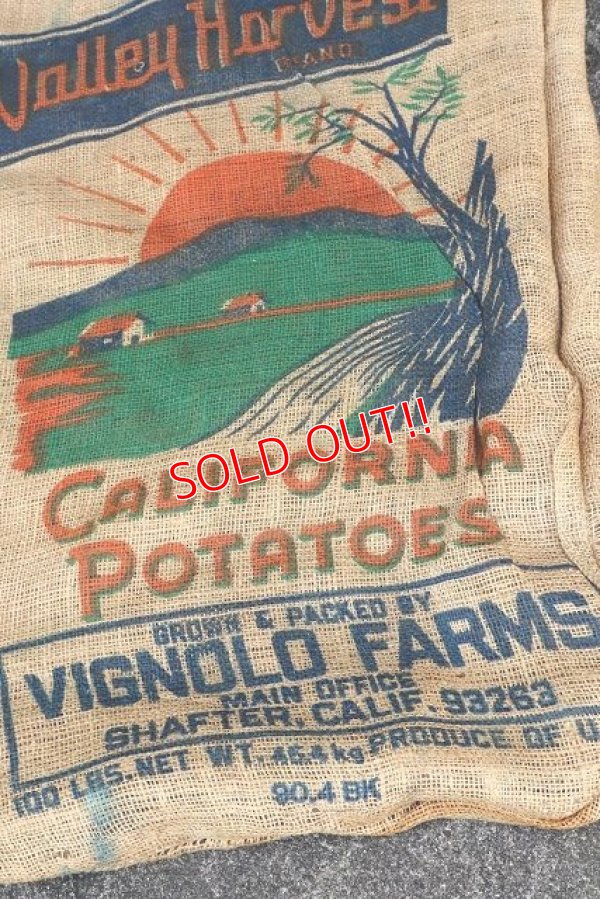 Valley Harvest
BRAND
SOLD OUT!!
CALIFORNA
POTATOES
GROWN & PACKED BY
VIGNOLO FARMS
MAIN OFFICE
SHAFTER, CALIF. 93263
100 LBS. NET WT. 45.4 kg PRODUCE OF U
90.4 BK